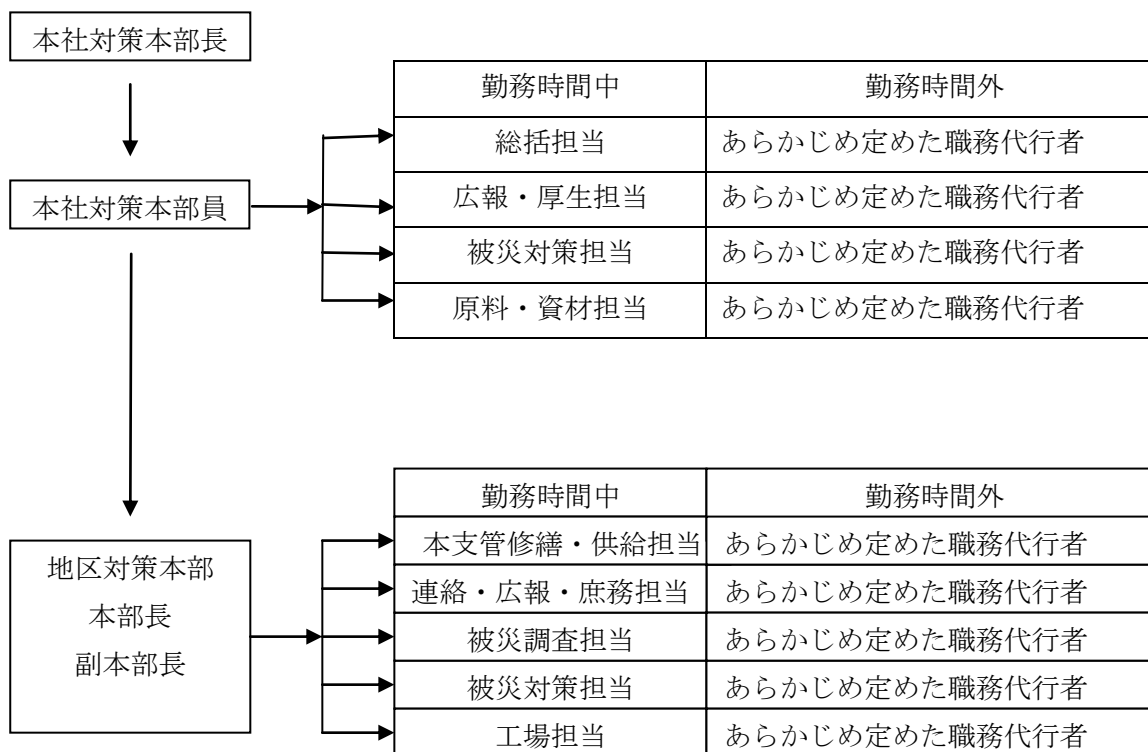 本社対策本部長
勤務時間中 勤務時間外
総括担当 あらかじめ定めた職務代行者
本社対策本部員
広報・厚生担当 あらかじめ定めた職務代行者
被災対策担当 あらかじめ定めた職務代行者
原料・資材担当 あらかじめ定めた職務代行者
勤務時間中 勤務時間外
本支管修繕・供給担当 あらかじめ定めた職務代行者
地区対策本部
本部長
副本部長
連絡・広報・庶務担当 あらかじめ定めた職務代行者
被災調査担当 あらかじめ定めた職務代行者
被災対策担当 あらかじめ定めた職務代行者
工場担当 あらかじめ定めた職務代行者